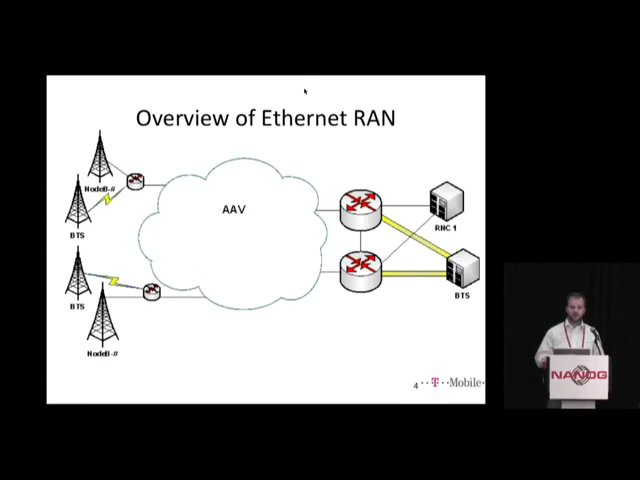 Overview of Ethernet RAN
NodeB-#
AAV
BTS
RNC 1
BTS
BTS
NodeB-#
4
T-Mobile
NANOG